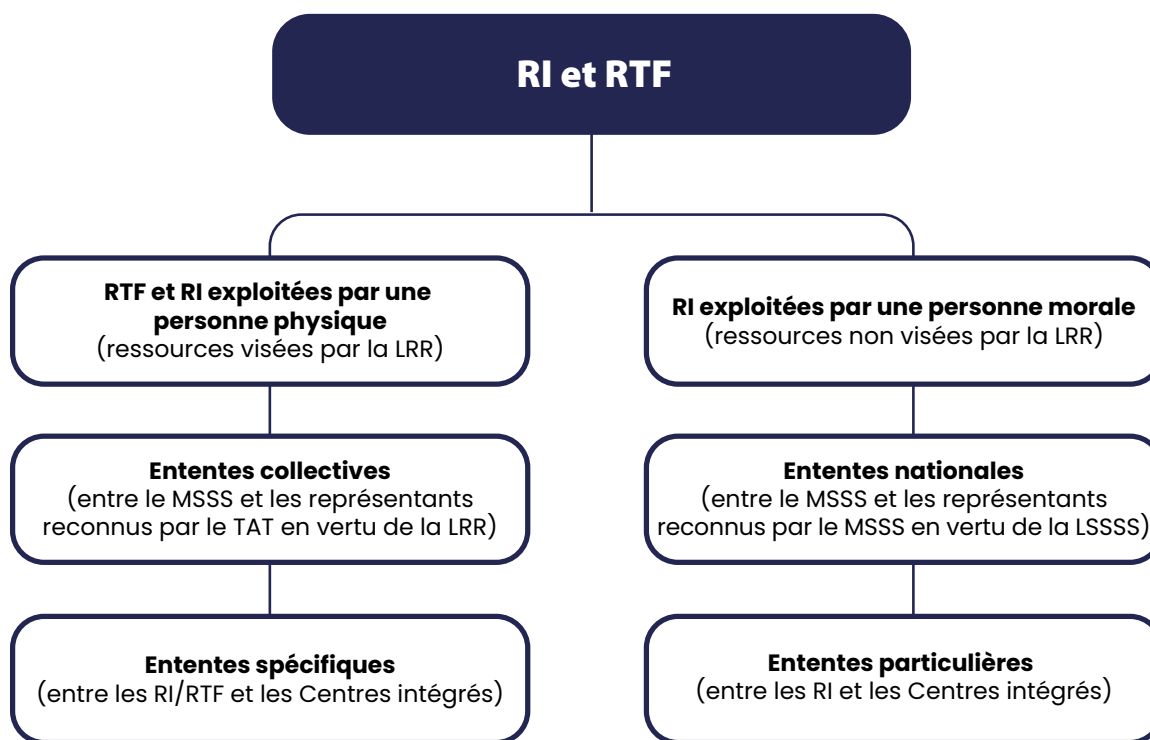 RI et RTF
RTF et RI exploitées par une
personne physique
(ressources visées par la LRR)
RI exploitées par une personne morale
(ressources non visées par la LRR)
Ententes collectives
(entre le MSSS et les représentants
reconnus par le TAT en vertu de la LRR)
Ententes nationales
(entre le MSSS et les représentants
reconnus par le MSSS en vertu de la LSSSS)
Ententes spécifiques
(entre les RI/RTF et les Centres intégrés)
Ententes particulières
(entre les RI et les Centres intégrés)